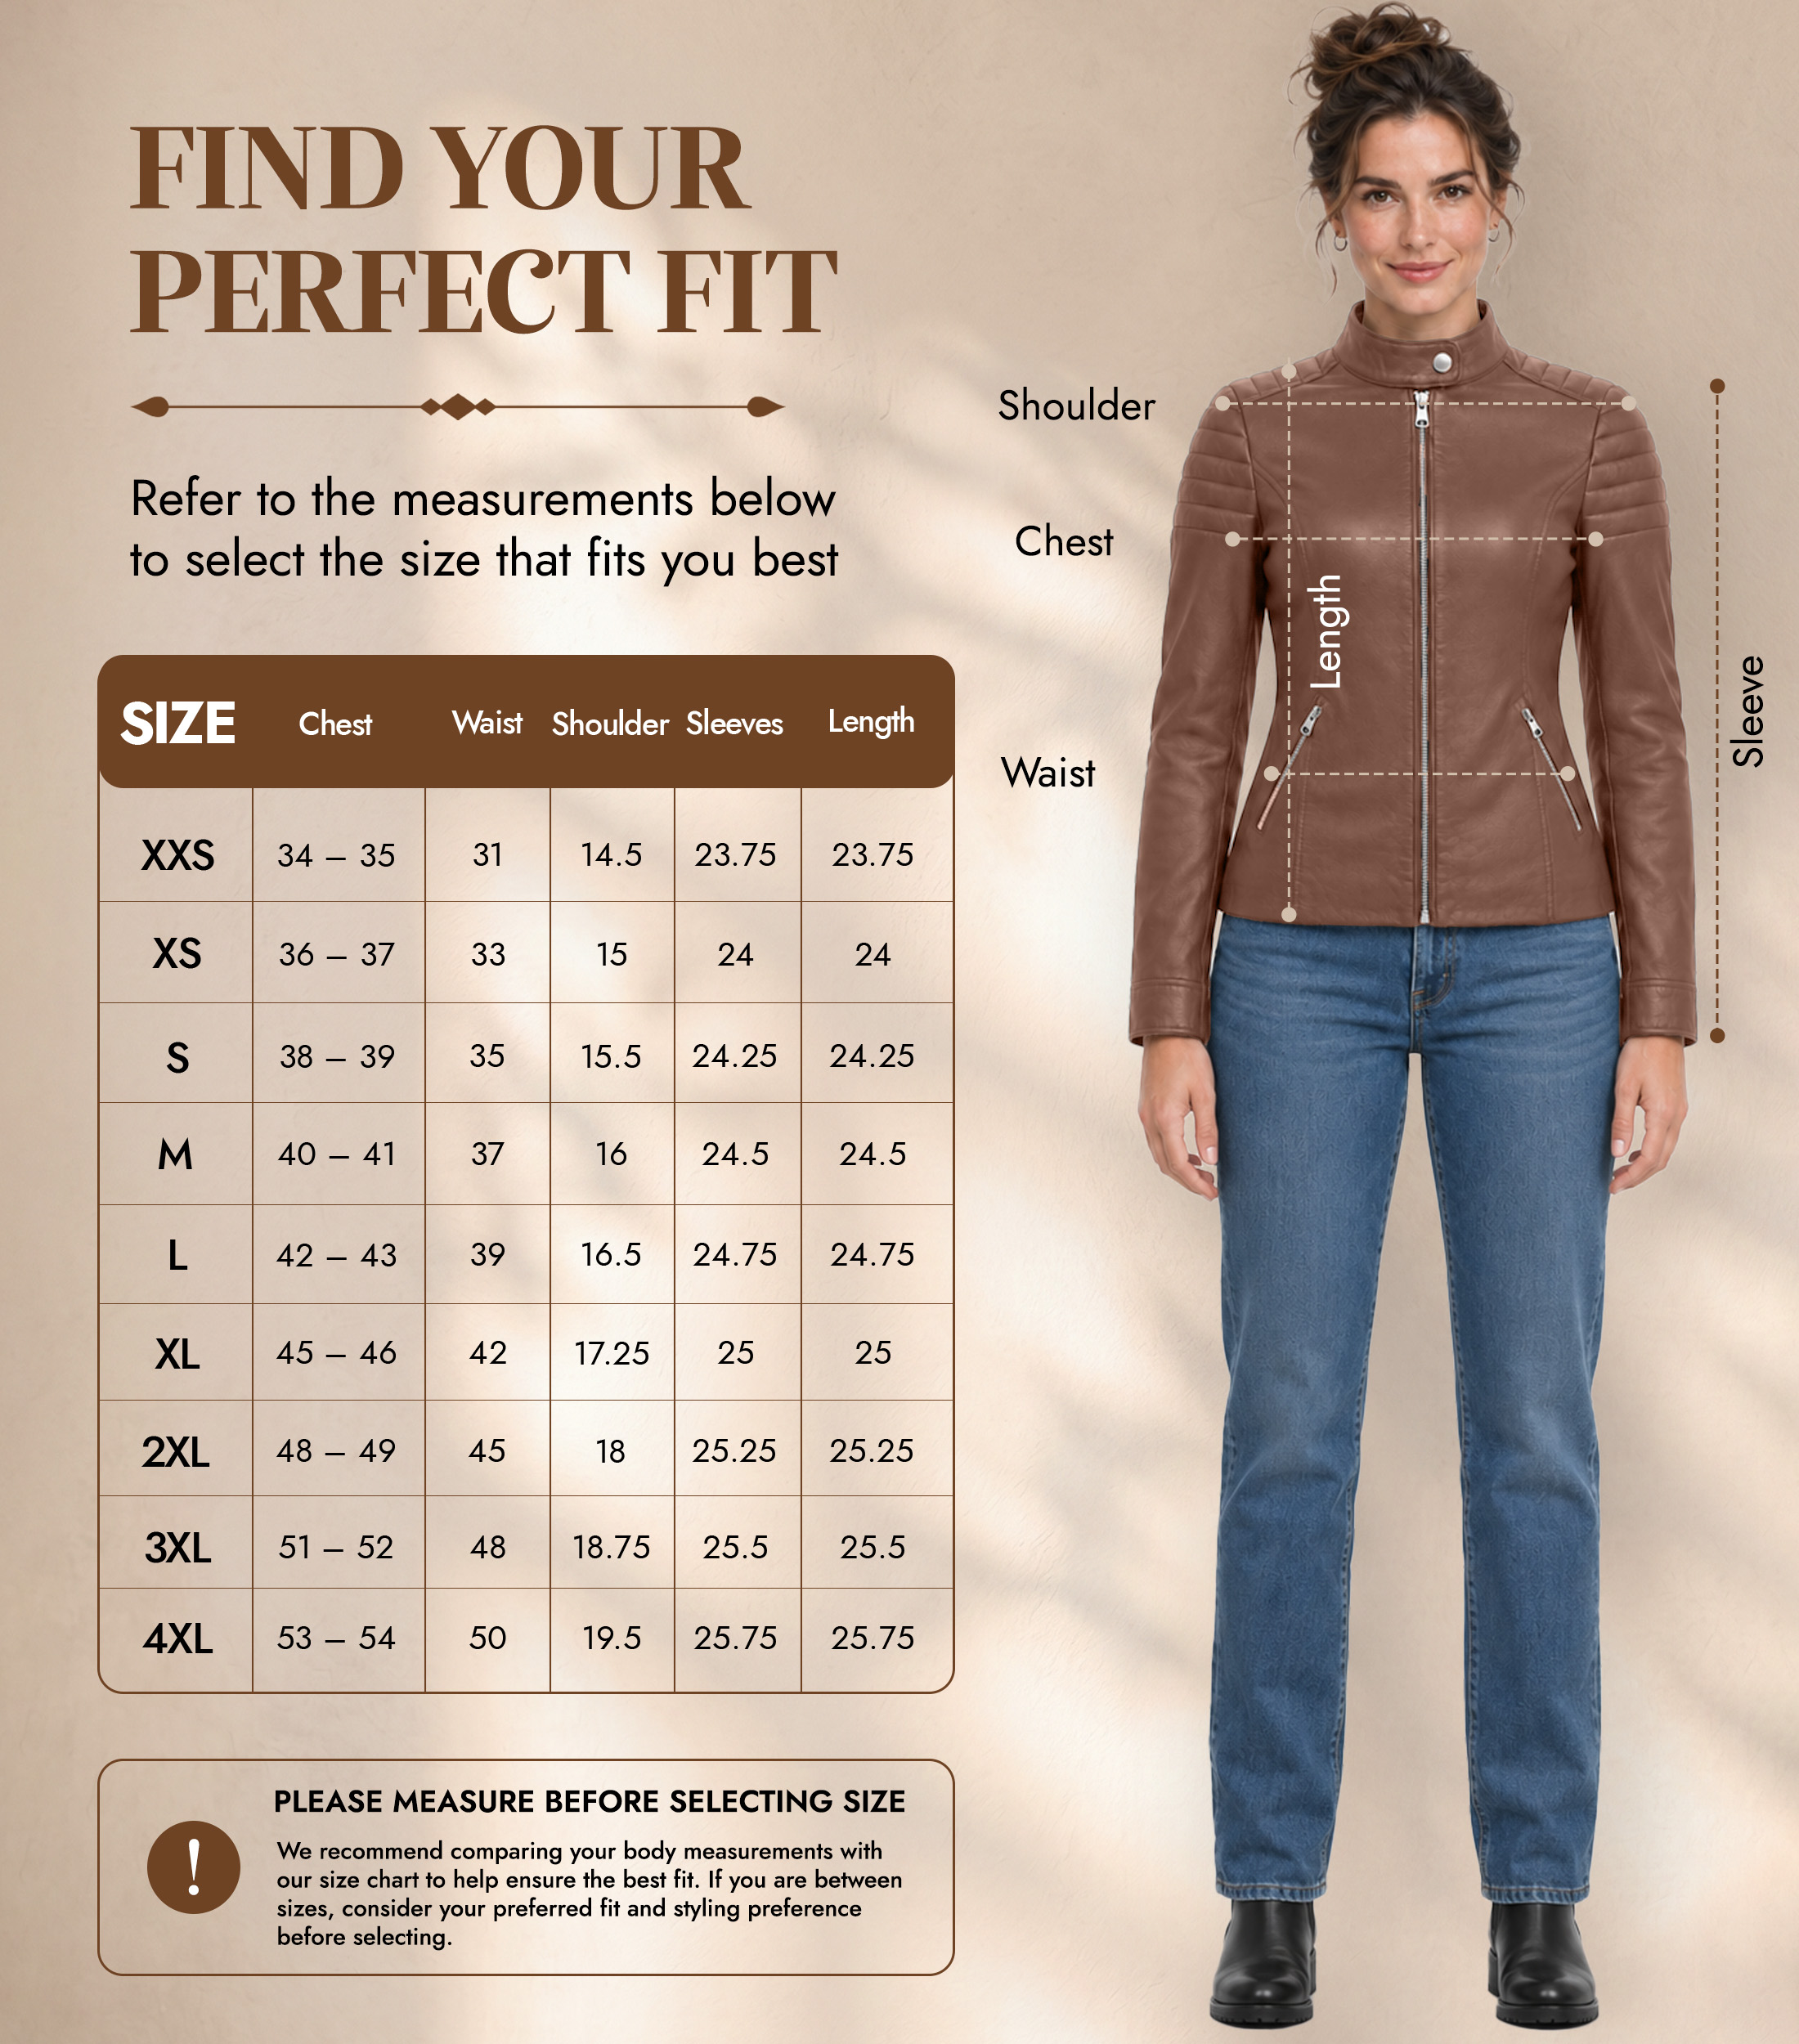 FIND YOUR
PERFECT FIT
Refer to the measurements below
to select the size that fits you best
SIZE Chest Waist Shoulder Sleeves Length
XXS 34 – 35 31 14.5 23.75 23.75
XS 36 – 37 33 15 24 24
S 38 – 39 35 15.5 24.25 24.25
M 40 – 41 37 16 24.5 24.5
L 42 – 43 39 16.5 24.75 24.75
XL 45 – 46 42 17.25 25 25
2XL 48 – 49 45 18 25.25 25.25
3XL 51 – 52 48 18.75 25.5 25.5
4XL 53 – 54 50 19.5 25.75 25.75
!
PLEASE MEASURE BEFORE SELECTING SIZE
We recommend comparing your body measurements with
our size chart to help ensure the best fit. If you are between
sizes, consider your preferred fit and styling preference
before selecting.
Shoulder
Chest
Length
Waist
Sleeve